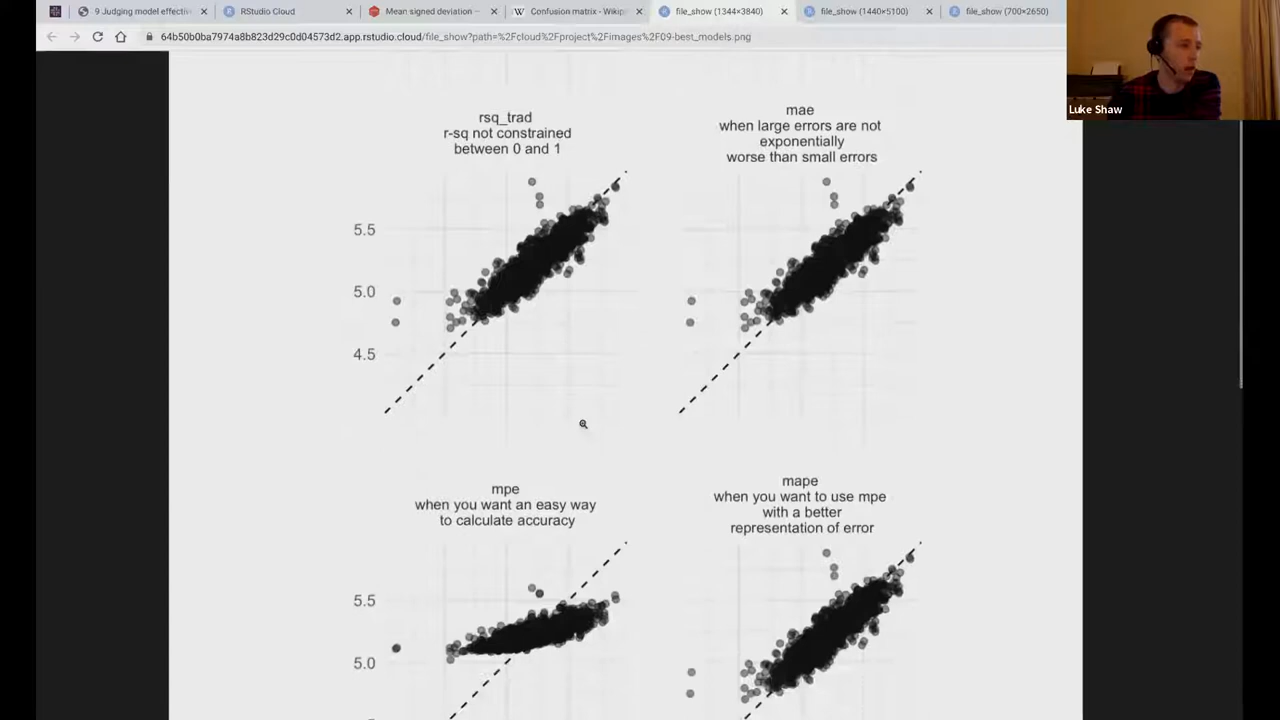 9 Judging model effectiv
RStudio Cloud
Mean signed deviation –
Confusion matrix - Wikip
file_show (1344×3840)
file_show (1440×5100)
file_show (700×2650)
64b50b0ba7974a8b823d29c0d04573d2.app.rstudio.cloud/file_show?path=%2Fcloud%2Fproject%2Fimages%2F09-best_models.png
Luke Shaw
rsq_trad
r-sq not constrained
between 0 and 1
mae
when large errors are not
exponentially
worse than small errors
5.5
5.0
4.5
mpe
when you want an easy way
to calculate accuracy
mape
when you want to use mpe
with a better
representation of error
5.5
5.0